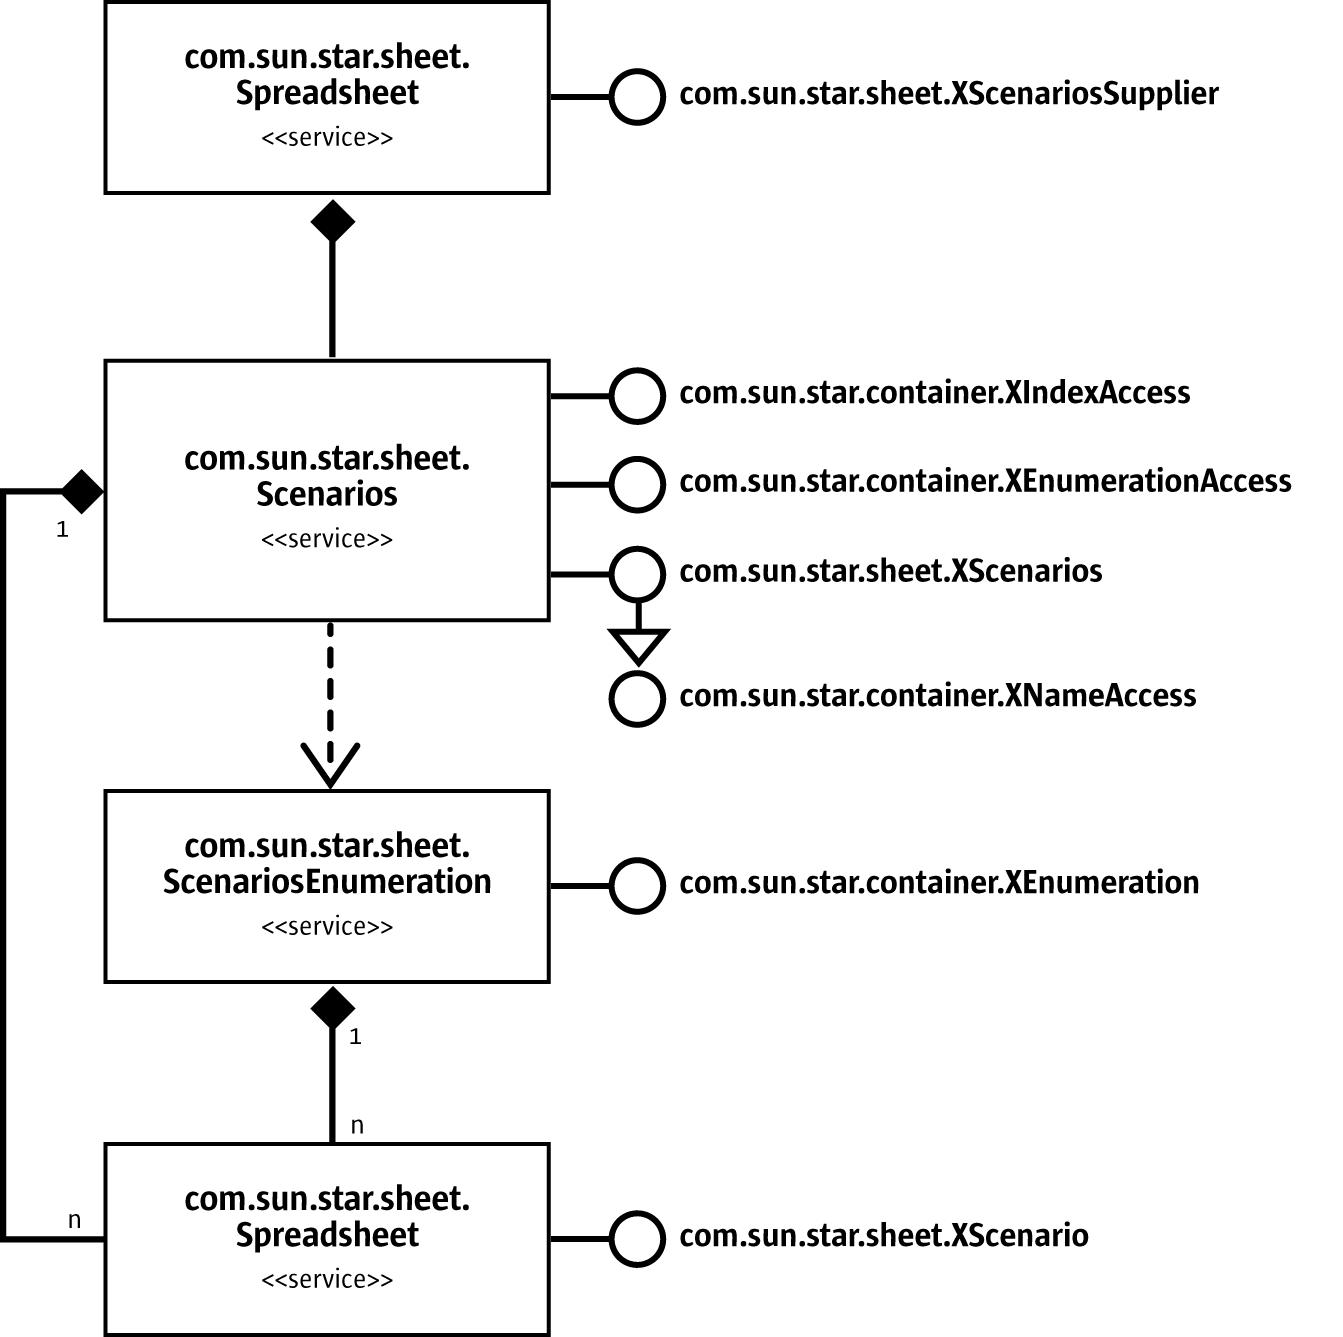 com.sun.star.sheet.
Spreadsheet
<<service>>
com.sun.star.sheet.XScenariosSupplier
com.sun.star.sheet.
Scenarios
<<service>>
com.sun.star.container.XIndexAccess
com.sun.star.container.XEnumerationAccess
com.sun.star.sheet.XScenarios
com.sun.star.container.XNameAccess
1
com.sun.star.sheet.
ScenariosEnumeration
<<service>>
com.sun.star.container.XEnumeration
1
n
n
com.sun.star.sheet.
Spreadsheet
<<service>>
com.sun.star.sheet.XScenario